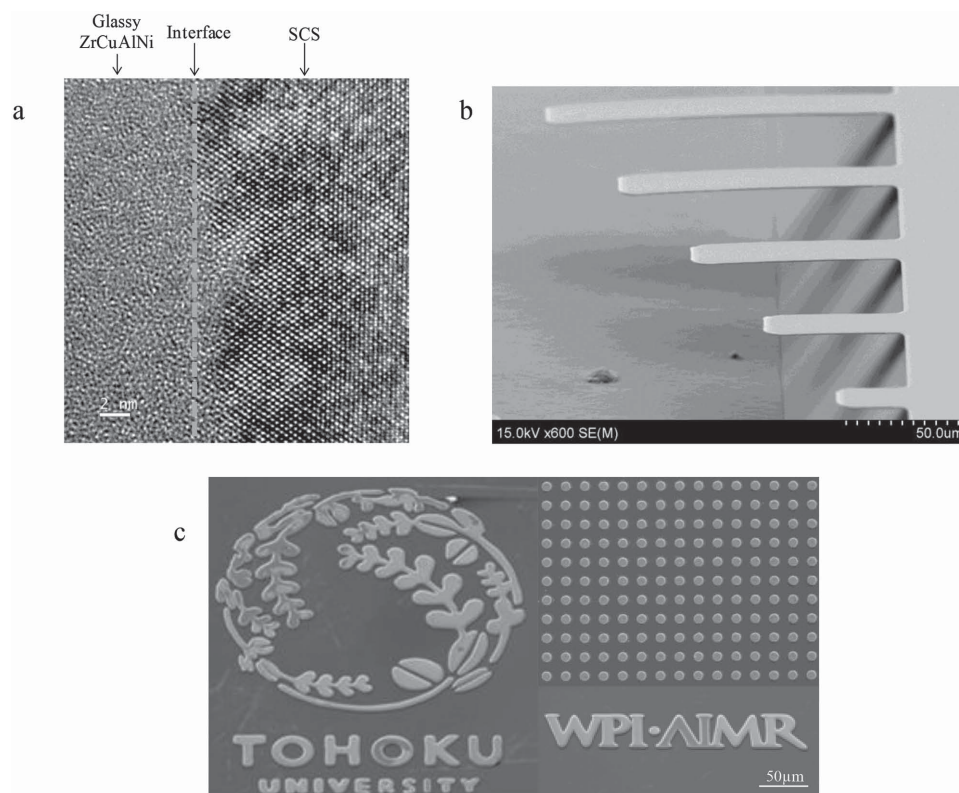 Glassy
ZrCuAlNi
Interface
SCS
a
2 nm
b
15.0kV x600 SE(M)
50.0um
c
TOHOKU
UNIVERSITY
WPI-AIMR
50µm